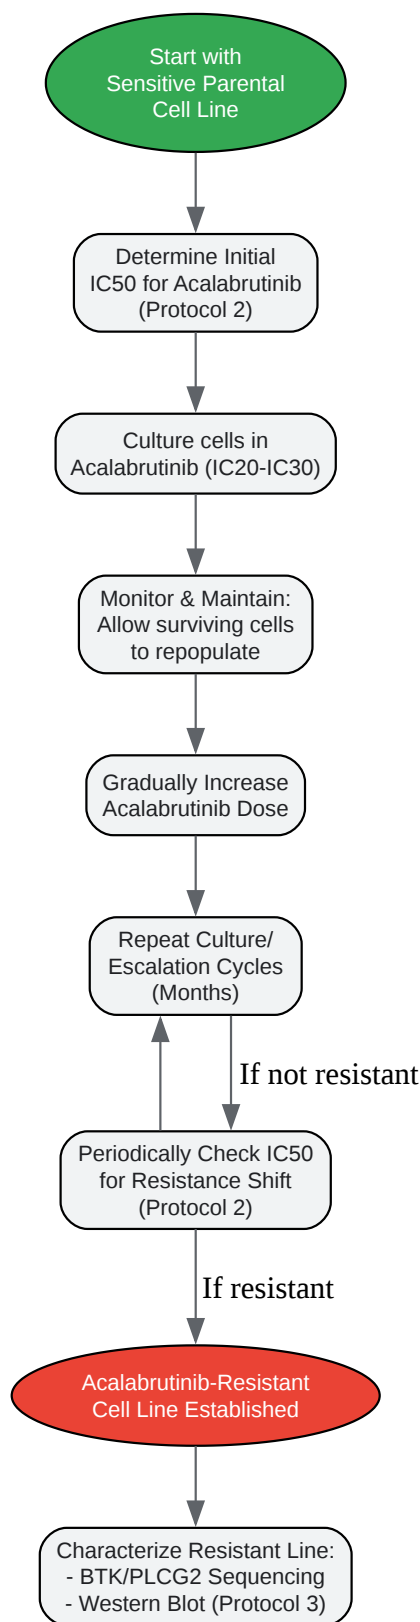 Start with
Sensitive Parental
Cell Line
Determine Initial
IC50 for Acalabrutinib
(Protocol 2)
Culture cells in
Acalabrutinib (IC20-IC30)
Monitor & Maintain:
Allow surviving cells
to repopulate
Gradually Increase
Acalabrutinib Dose
Repeat Culture/
Escalation Cycles
(Months)
If not resistant
Periodically Check IC50
for Resistance Shift
(Protocol 2)
If resistant
Acalabrutinib-Resistant
Cell Line Established
Characterize Resistant Line:
- BTK/PLCG2 Sequencing
- Western Blot (Protocol 3)